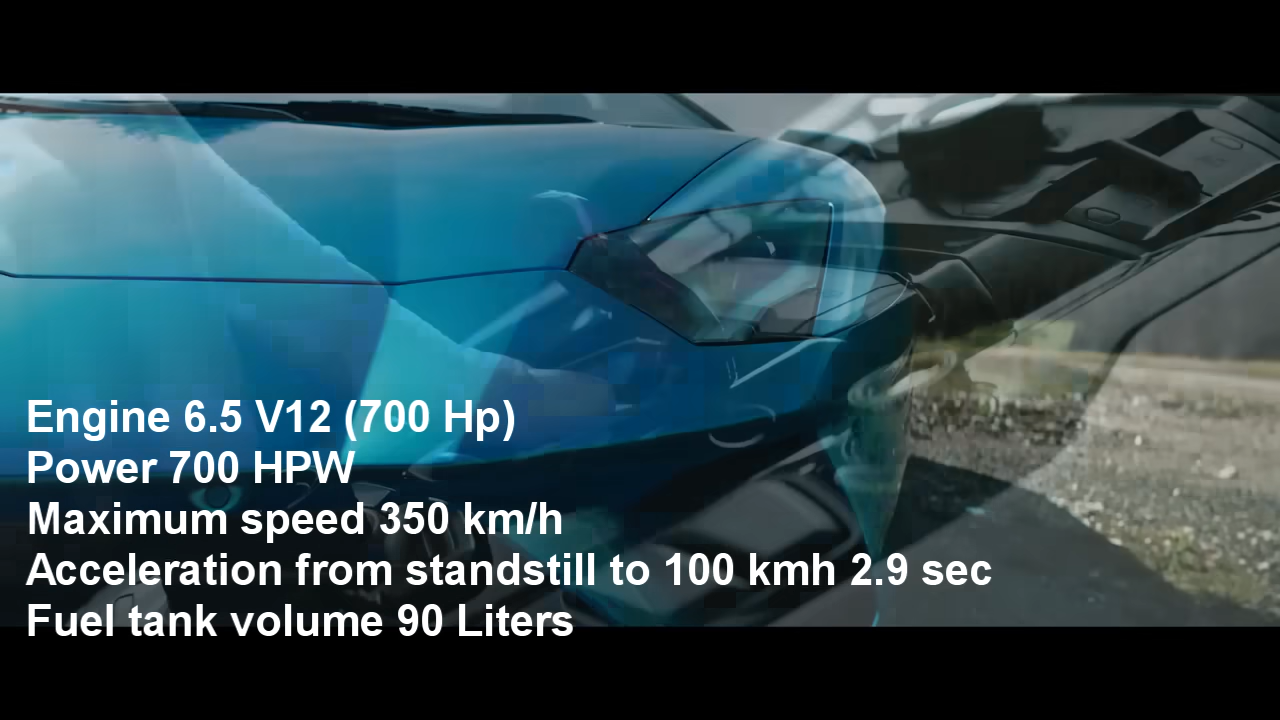 Engine 6.5 V12 (700 Hp)
Power 700 HPW
Maximum speed 350 km/h
Acceleration from standstill to 100 kmh 2.9 sec
Fuel tank volume 90 Liters